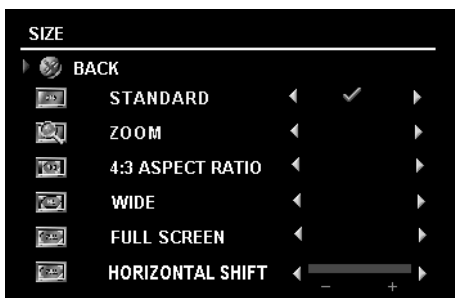 SIZE
BACK
STANDARD
ZOOM
4:3 ASPECT RATIO
WIDE
FULL SCREEN
HORIZONTAL SHIFT
- +